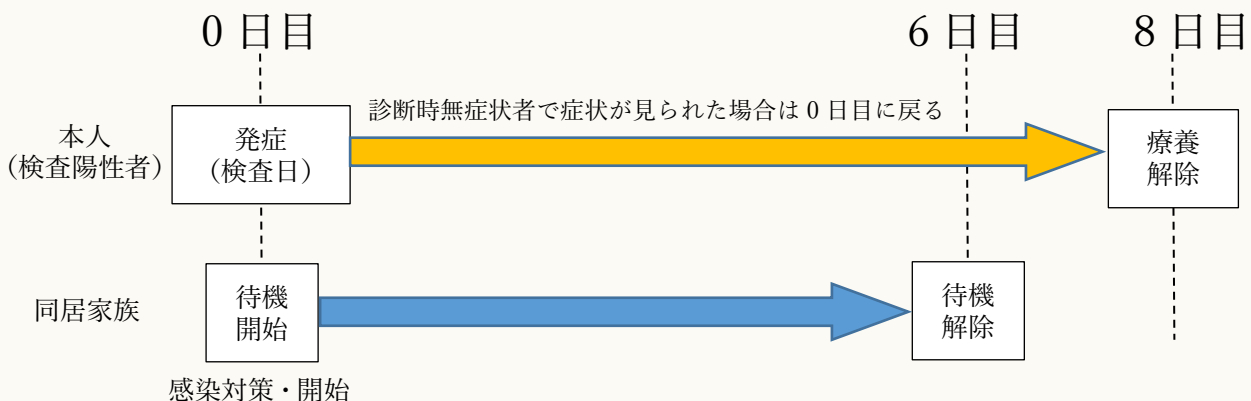 0 日目
6 日目
8 日目
診断時無症状者で症状が見られた場合は 0 日目に戻る
本人
(検査陽性者)
発症
(検査日)
療養
解除
同居家族
待機
開始
待機
解除
感染対策・開始